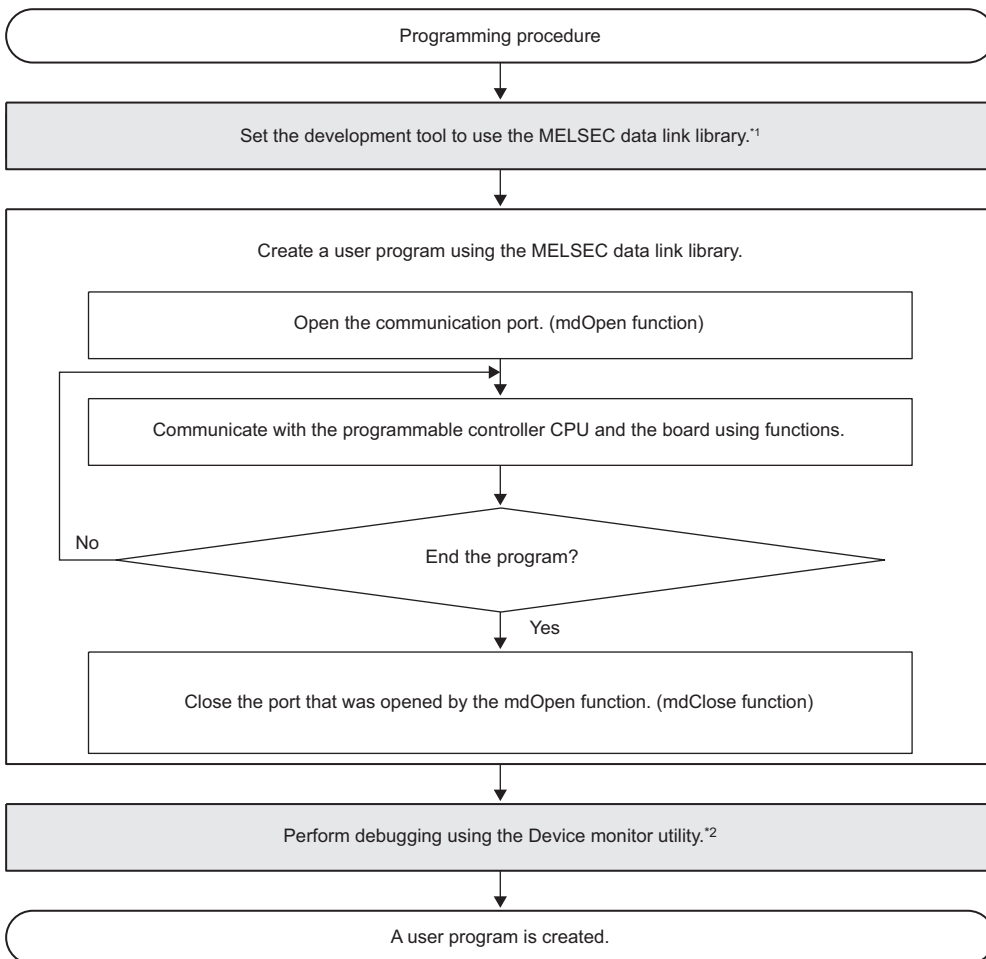 Programming procedure
Set the development tool to use the MELSEC data link library.*1
Create a user program using the MELSEC data link library.
Open the communication port. (mdOpen function)
Communicate with the programmable controller CPU and the board using functions.
No
End the program?
Yes
Close the port that was opened by the mdOpen function. (mdClose function)
Perform debugging using the Device monitor utility.*2
A user program is created.